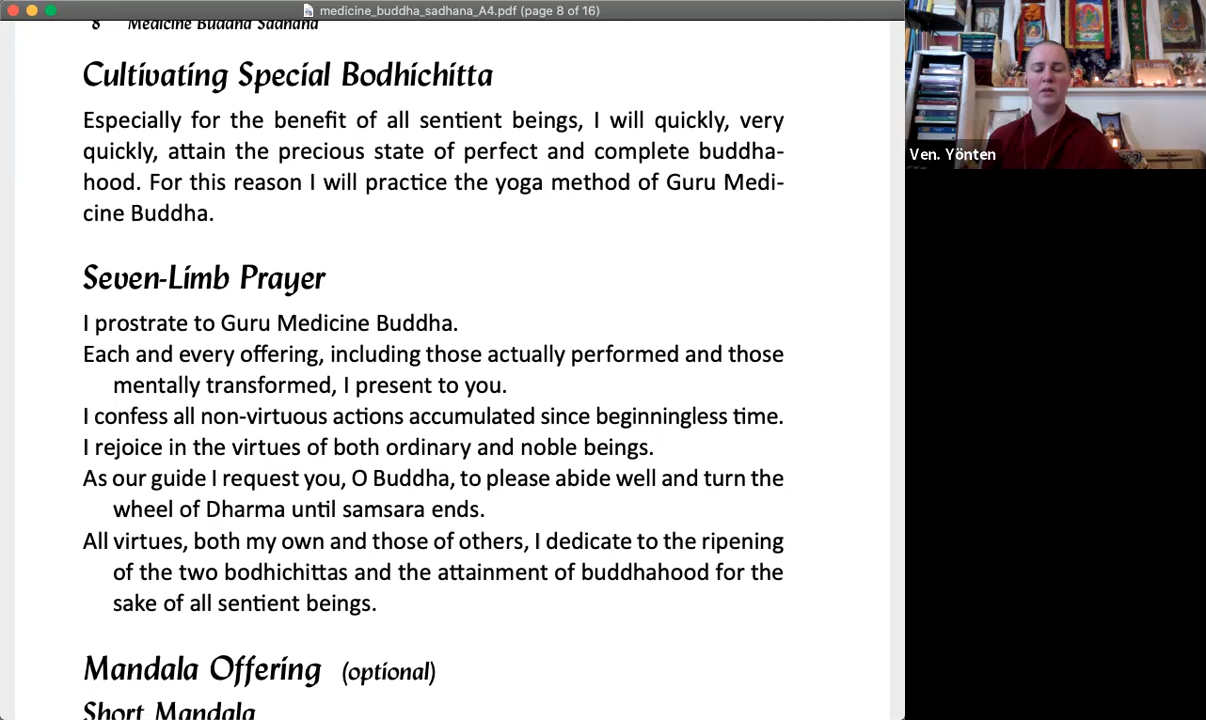 medicine_buddha_sadhana_A4.pdf (page 8 of 16)
8 Medicine Buddha Sadhana
Cultivating Special Bodhichitta
Especially for the benefit of all sentient beings, I will quickly, very
quickly, attain the precious state of perfect and complete buddha-
hood. For this reason I will practice the yoga method of Guru Medi-
cine Buddha.
Seven-Limb Prayer
I prostrate to Guru Medicine Buddha.
Each and every offering, including those actually performed and those
mentally transformed, I present to you.
I confess all non-virtuous actions accumulated since beginningless time.
I rejoice in the virtues of both ordinary and noble beings.
As our guide I request you, O Buddha, to please abide well and turn the
wheel of Dharma until samsara ends.
All virtues, both my own and those of others, I dedicate to the ripening
of the two bodhichittas and the attainment of buddhahood for the
sake of all sentient beings.
Mandala Offering (optional)
Short Mandala
Ven. Yönten